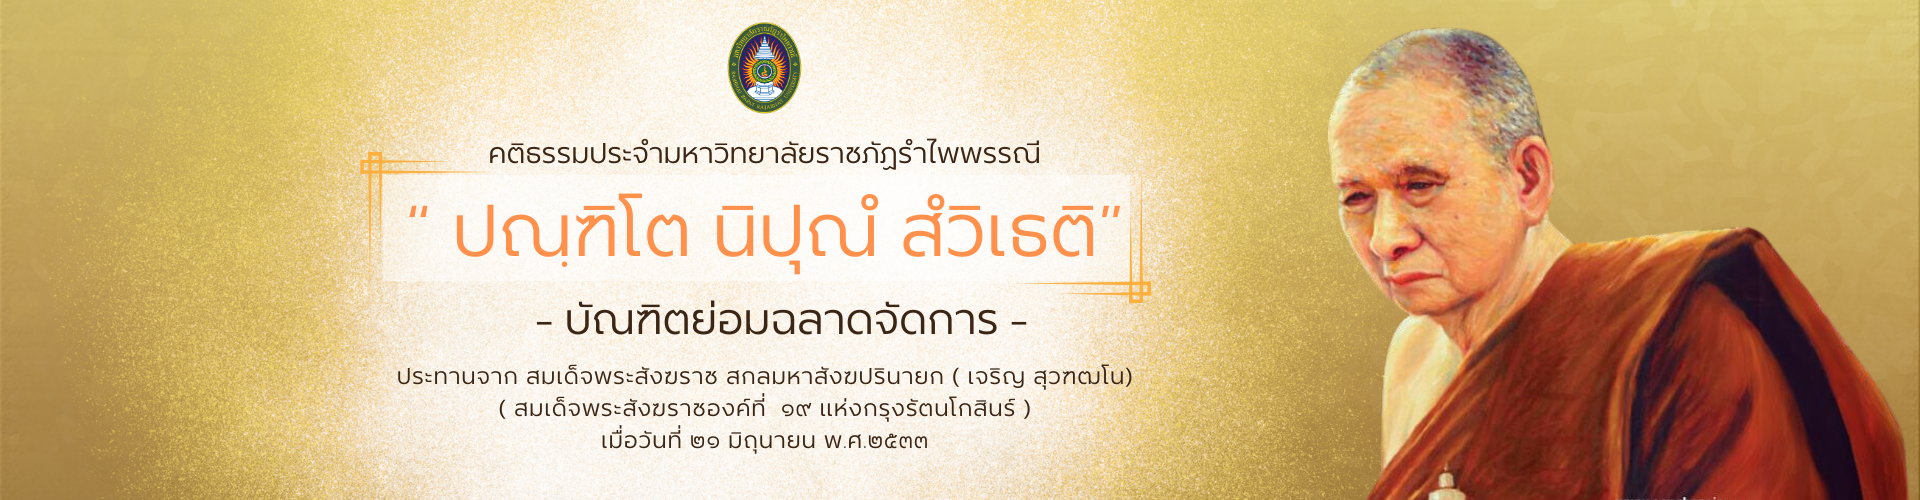 คติธรรมประจำมหาวิทยาลัยราชภัฏรำไพพรรณี
“ ปณฺฑิโต นิปุณํ สํวิเธติ”
- บัณฑิตย่อมฉลาดจัดการ -
ประทานจาก สมเด็จพระสังฆราช สกลมหาสังฆปรินายก ( เจริญ สุวฑฒโน)
( สมเด็จพระสังฆราชองค์ที่ ๑๙ แห่งกรุงรัตนโกสินร์ )
เมื่อวันที่ ๒๑ มิถุนายน พ.ศ.๒๕๓๓